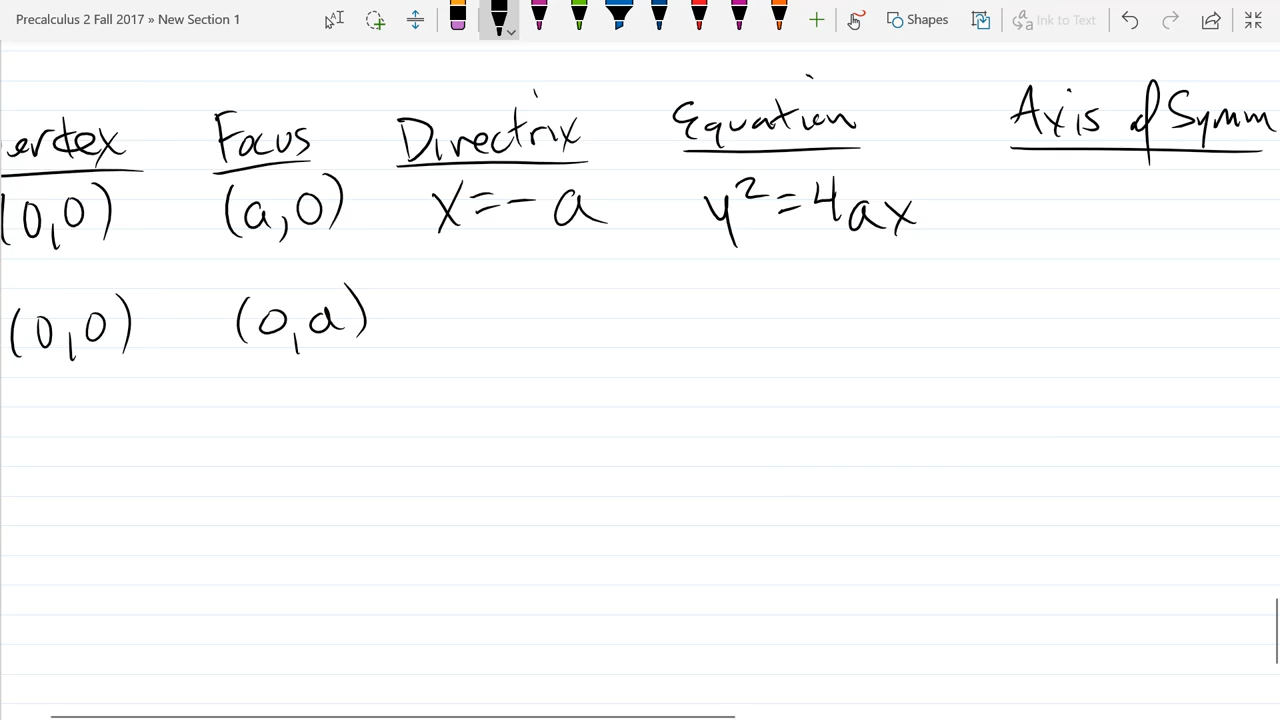 Precalculus 2 Fall 2017 » New Section 1
Shapes
Ink to Text
ertex Focus Directrix Equation Axis of Symm
(0,0) (a,0) x=-a y²=4ax
(0,0) (0,a)